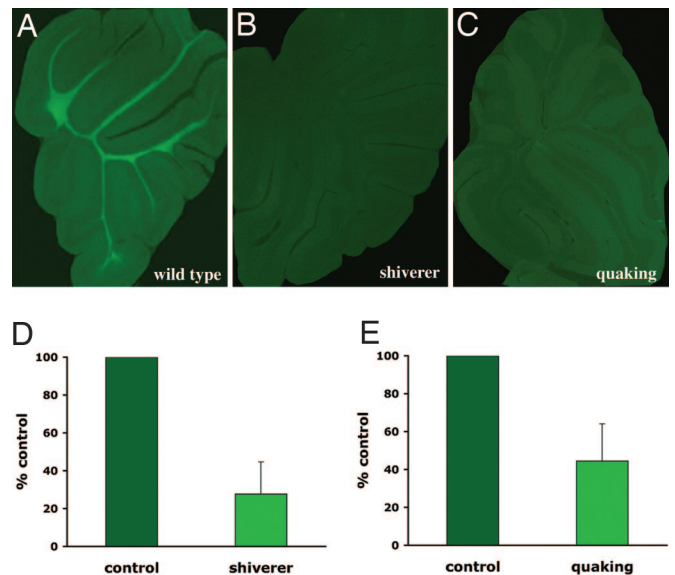 A
B
C
wild type
shiverer
quaking
D
E
% control
100
80
60
40
20
0
control
shiverer
% control
100
80
60
40
20
0
control
quaking